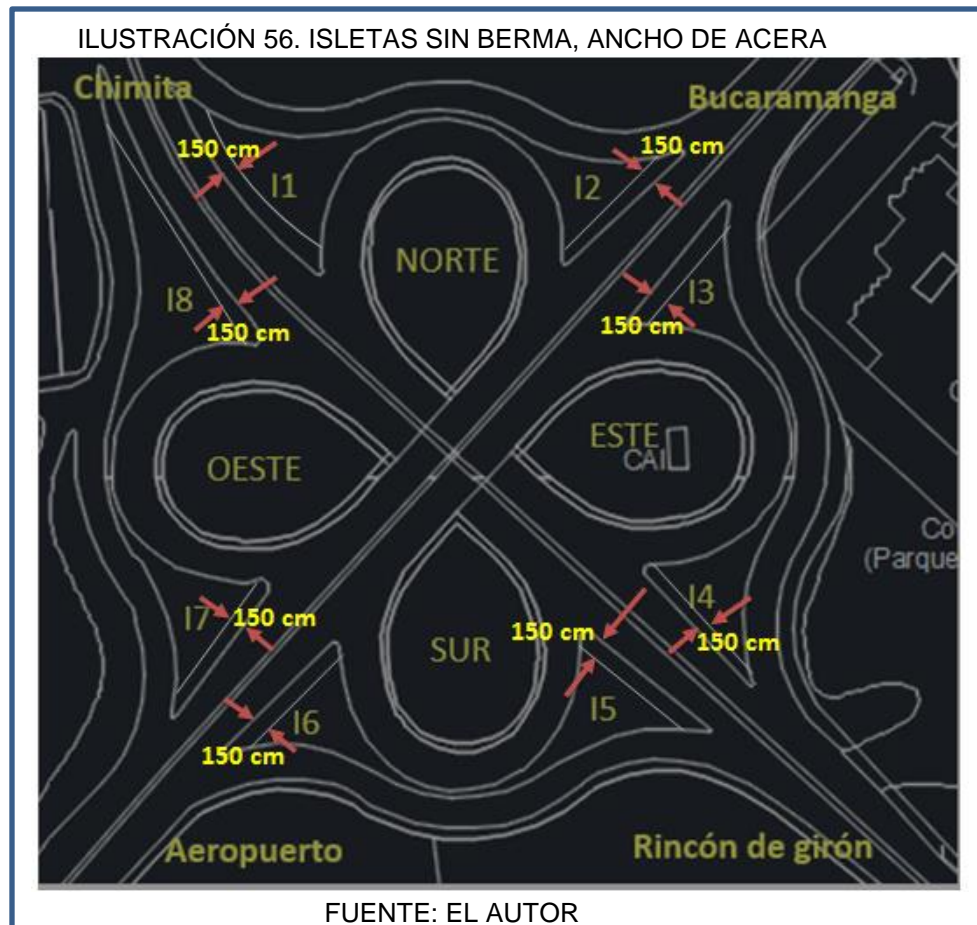 ILUSTRACIÓN 56. ISLETAS SIN BERMA, ANCHO DE ACERA
Chimita
Bucaramanga
150 cm
150 cm
I1
I2
NORTE
I8
I3
150 cm
150 cm
ESTE
OESTE
CAI
Co
(Parque
I7
150 cm
150 cm
I4
150 cm
SUR
I6
I5
150 cm
Aeropuerto
Rincón de girón
FUENTE: EL AUTOR